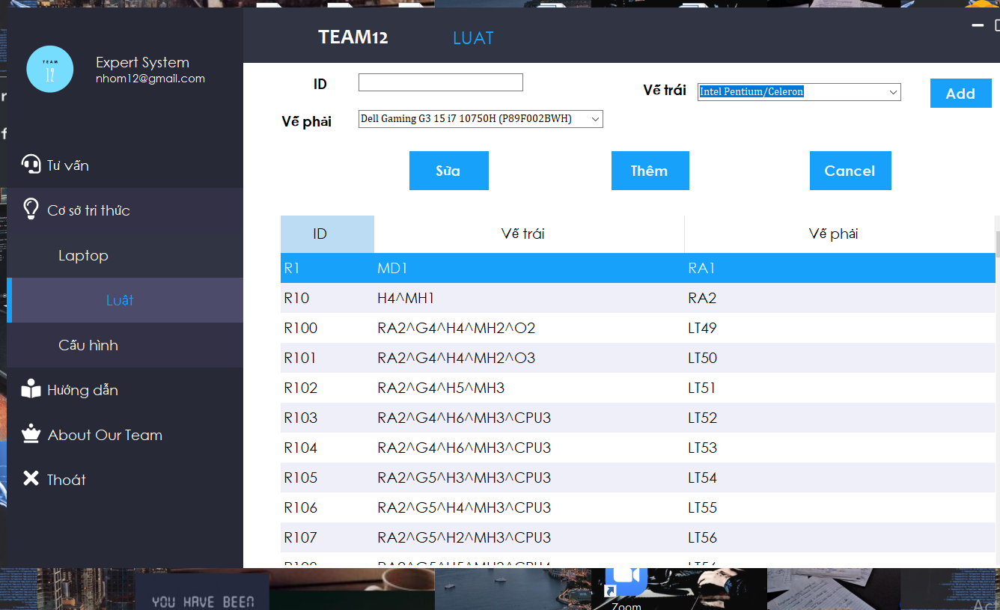 TEAM12
LUAT
TEAM
12
Expert System
nhom12@gmail.com
Tư vấn
Cơ sở tri thức
Laptop
Luật
Cấu hình
Hướng dẫn
About Our Team
Thoát
ID
Vế trái
Intel Pentium/Celeron
Add
Vế phải
Dell Gaming G3 15 i7 10750H (P89F002BWH)
Sửa
Thêm
Cancel
ID Vế trái Vế phải
R1 MD1 RA1
R10 H4^MH1 RA2
R100 RA2^G4^H4^MH2^O2 LT49
R101 RA2^G4^H4^MH2^O3 LT50
R102 RA2^G4^H5^MH3 LT51
R103 RA2^G4^H6^MH3^CPU3 LT52
R104 RA2^G4^H6^MH3^CPU3 LT53
R105 RA2^G5^H3^MH3^CPU3 LT54
R106 RA2^G5^H4^MH3^CPU3 LT55
R107 RA2^G5^H2^MH3^CPU3 LT56
YOU HAVE BEEN
Zoom